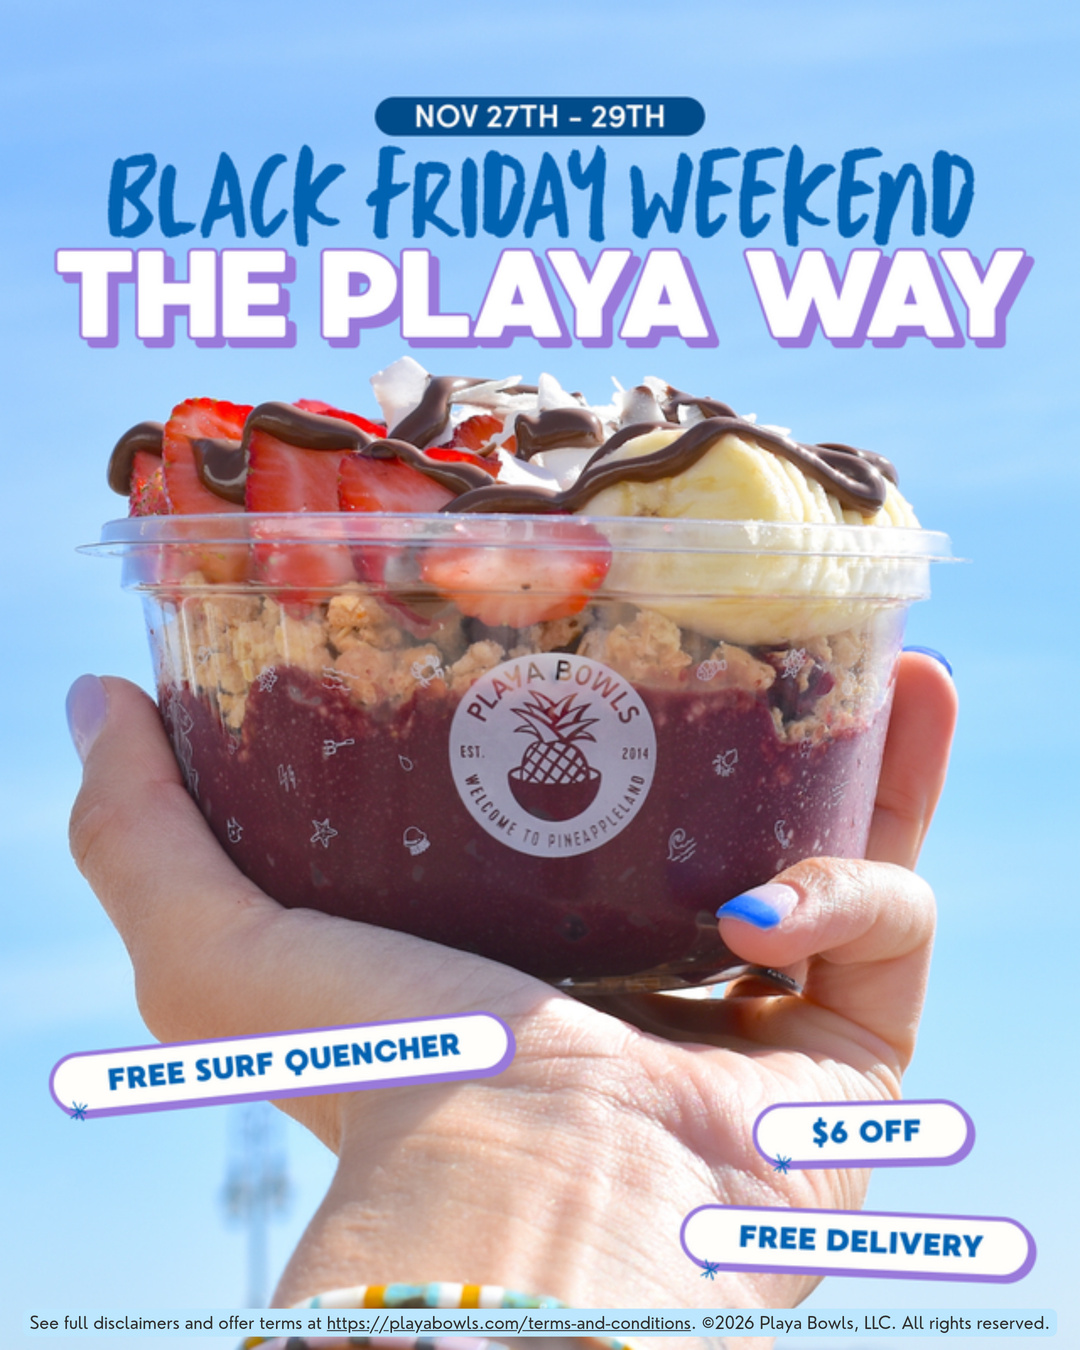 NOV 27TH - 29TH
BLACK FRIDAY WEEKEND
THE PLAYA WAY
PLAYA BOWLS
EST. 2014
WELCOME TO PINEAPPLELAND
FREE SURF QUENCHER
$6 OFF
FREE DELIVERY
See full disclaimers and offer terms at https://playabowls.com/terms-and-conditions. ©2026 Playa Bowls, LLC. All rights reserved.